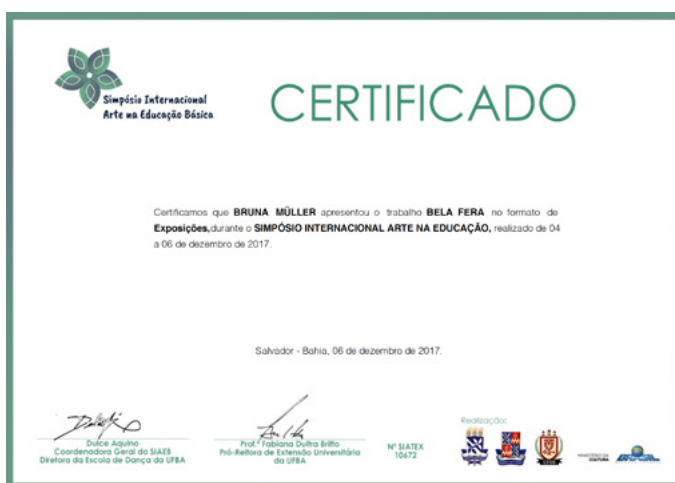 Simpósio Internacional
Arte na Educação Básica
CERTIFICADO
Certificamos que BRUNA MÜLLER apresentou o trabalho BELA FERA no formato de
Exposições,durante o SIMPÓSIO INTERNACIONAL ARTE NA EDUCAÇÃO, realizado de 04
a 06 de dezembro de 2017.
Salvador - Bahia, 06 de dezembro de 2017.
Dulce Aquino
Coordenadora Geral do SIAEB
Diretora da Escola de Dança da UFBA
Prof.ª Fabiana Dultra Britto
Pró-Reitora de Extensão Universitária
da UFBA
Nº SIATEX
10672
Realização:
MINISTÉRIO DA
CULTURA